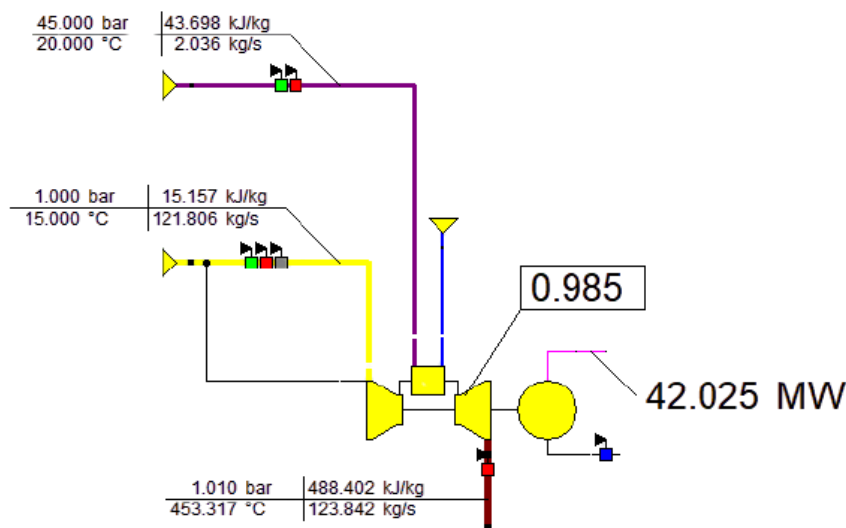 45.000 bar 43.698 kJ/kg
20.000 °C 2.036 kg/s
1.000 bar 15.157 kJ/kg
15.000 °C 121.806 kg/s
0.985
42.025 MW
1.010 bar 488.402 kJ/kg
453.317 °C 123.842 kg/s